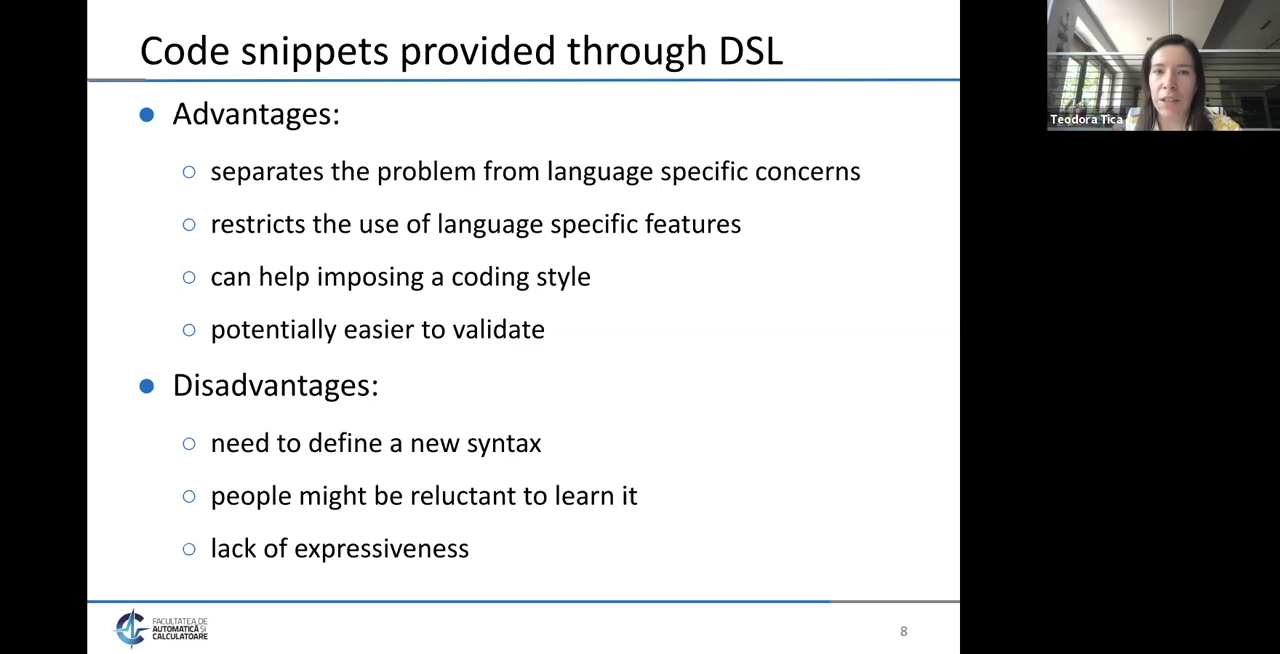 Code snippets provided through DSL
Advantages:
separates the problem from language specific concerns
restricts the use of language specific features
can help imposing a coding style
potentially easier to validate
Disadvantages:
need to define a new syntax
people might be reluctant to learn it
lack of expressiveness
FACULTATEA DE
AUTOMATICĂ ȘI
CALCULATOARE
8
Teodora Tica